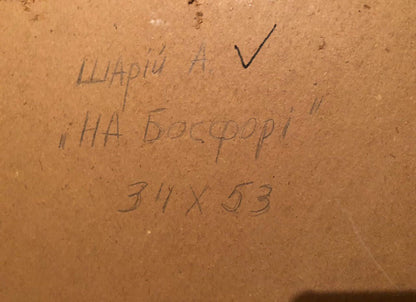 Шарій А. ✓
„НА Босфорі"
34 х 53